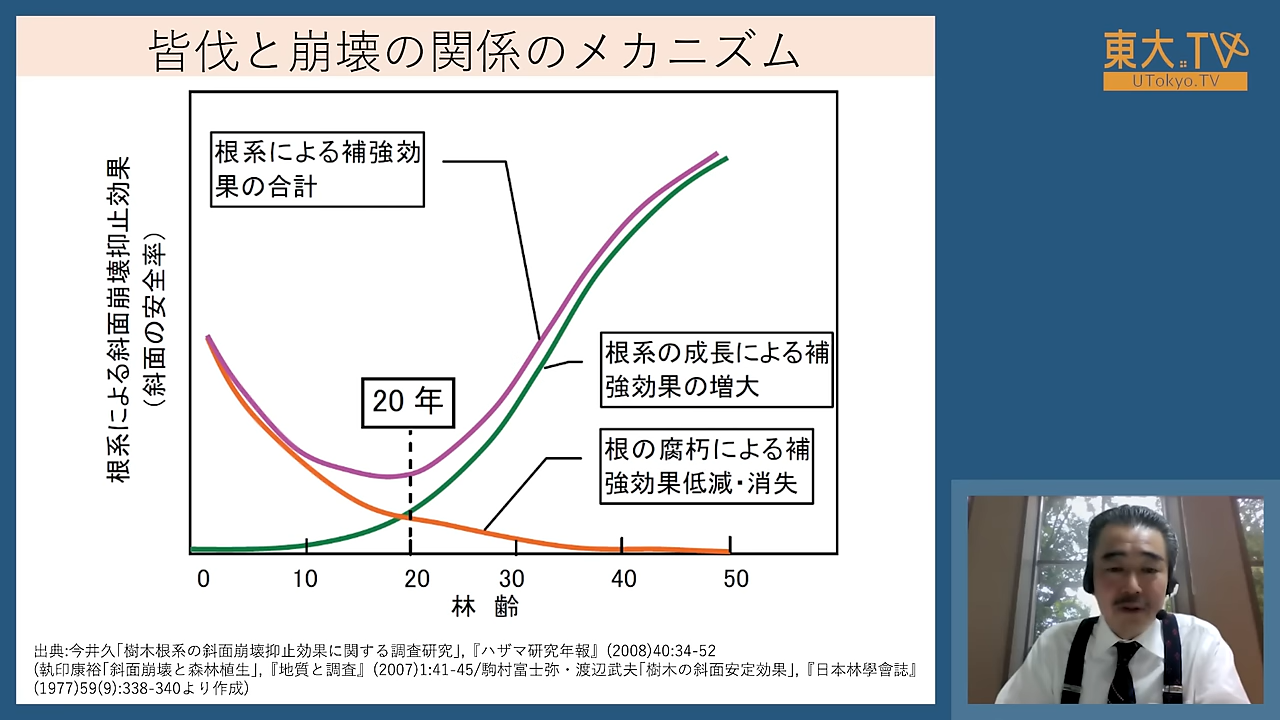 皆伐と崩壊の関係のメカニズム
東大TV
UTokyo.TV
根系による斜面崩壊抑止効果
（斜面の安全率）
根系による補強効
果の合計
20 年
根系の成長による補
強効果の増大
根の腐朽による補
強効果低減・消失
0 10 20 30 40 50
林 齢
出典:今井久｢樹木根系の斜面崩壊抑止効果に関する調査研究｣,『ハザマ研究年報』(2008)40:34-52
(執印康裕｢斜面崩壊と森林植生｣,『地質と調査』(2007)1:41-45/駒村富士弥・渡辺武夫｢樹木の斜面安定効果｣,『日本林學會誌』
(1977)59(9):338-340より作成)